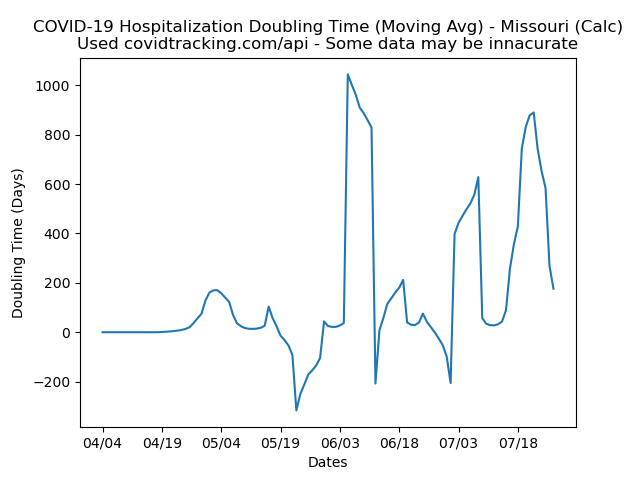 COVID-19 Hospitalization Doubling Time (Moving Avg) - Missouri (Calc)
Used covidtracking.com/api - Some data may be innacurate
Doubling Time (Days)
1000
800
600
400
200
0
−200
04/04 04/19 05/04 05/19 06/03 06/18 07/03 07/18
Dates